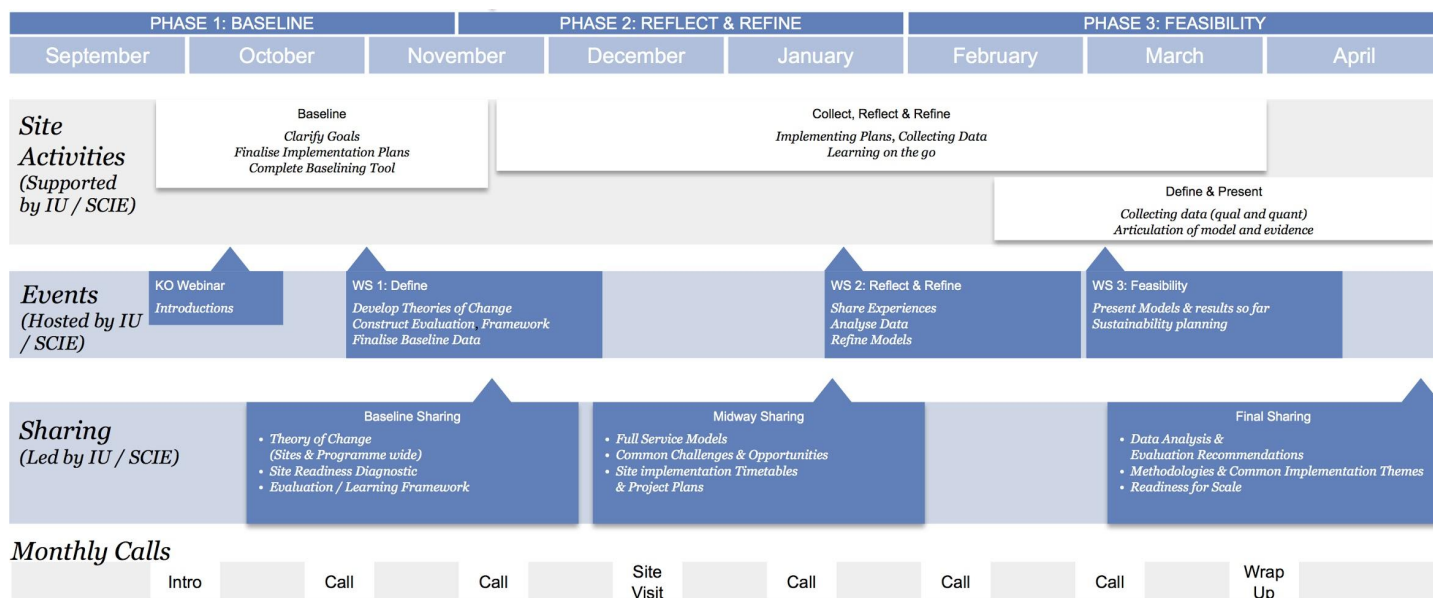 PHASE 1: BASELINE
PHASE 2: REFLECT & REFINE
PHASE 3: FEASIBILITY
September
October
November
December
January
February
March
April
Site
Activities
(Supported
by IU / SCIE)
Baseline
Clarify Goals
Finalise Implementation Plans
Complete Baselining Tool
Collect, Reflect & Refine
Implementing Plans, Collecting Data
Learning on the go
Define & Present
Collecting data (qual and quant)
Articulation of model and evidence
Events
(Hosted by IU
/ SCIE)
KO Webinar
Introductions
WS 1: Define
Develop Theories of Change
Construct Evaluation, Framework
Finalise Baseline Data
WS 2: Reflect & Refine
Share Experiences
Analyse Data
Refine Models
WS 3: Feasibility
Present Models & results so far
Sustainability planning
Sharing
(Led by IU / SCIE)
Baseline Sharing
• Theory of Change
(Sites & Programme wide)
• Site Readiness Diagnostic
• Evaluation / Learning Framework
Midway Sharing
• Full Service Models
• Common Challenges & Opportunities
• Site implementation Timetables
& Project Plans
Final Sharing
• Data Analysis &
Evaluation Recommendations
• Methodologies & Common Implementation Themes
• Readiness for Scale
Monthly Calls
Intro
Call
Call
Site
Visit
Call
Call
Call
Wrap
Up